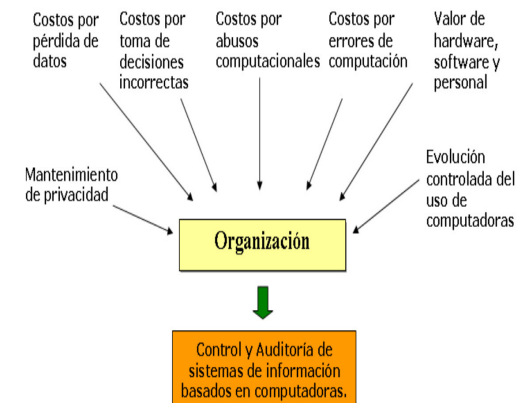 Costos por
pérdida de
datos
Costos por
toma de
decisiones
incorrectas
Costos por
abusos
computacionales
Costos por
errores de
computación
Valor de
hardware,
software y
personal
Mantenimiento
de privacidad
Evolución
controlada del
uso de
computadoras
Organización
Control y Auditoría de
sistemas de información
basados en computadoras.